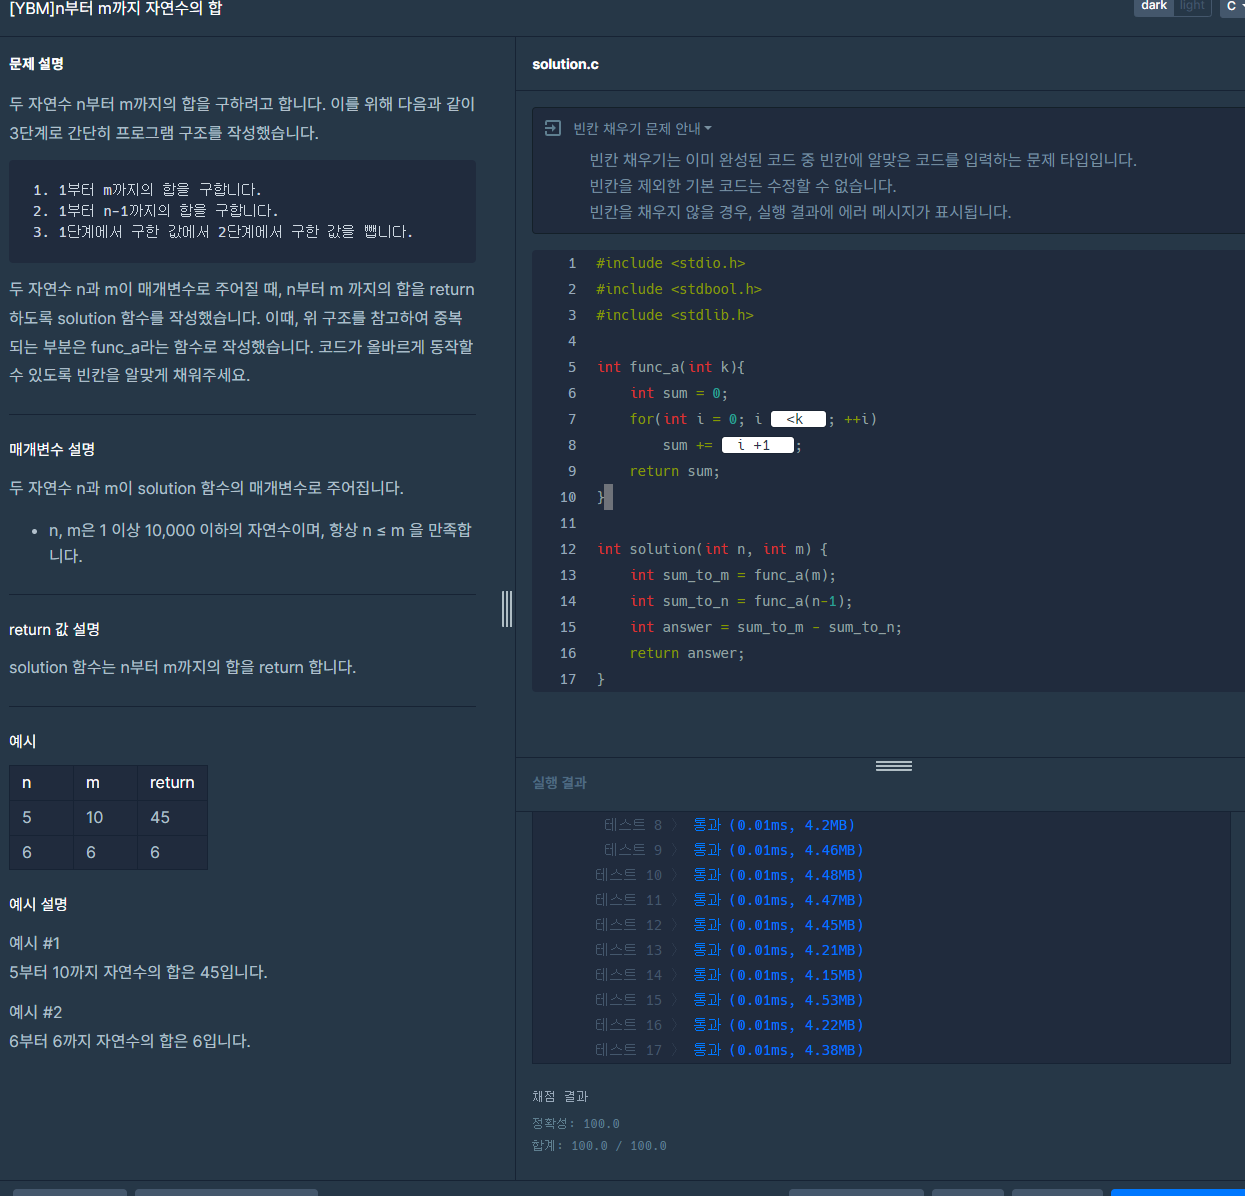 [YBM]n부터 m까지 자연수의 합
dark light C
문제 설명
두 자연수 n부터 m까지의 합을 구하려고 합니다. 이를 위해 다음과 같이
3단계로 간단히 프로그램 구조를 작성했습니다.
1. 1부터 m까지의 합을 구합니다.
2. 1부터 n-1까지의 합을 구합니다.
3. 1단계에서 구한 값에서 2단계에서 구한 값을 뺍니다.
두 자연수 n과 m이 매개변수로 주어질 때, n부터 m 까지의 합을 return
하도록 solution 함수를 작성했습니다. 이때, 위 구조를 참고하여 중복
되는 부분은 func_a라는 함수로 작성했습니다. 코드가 올바르게 동작할
수 있도록 빈칸을 알맞게 채워주세요.
매개변수 설명
두 자연수 n과 m이 solution 함수의 매개변수로 주어집니다.
• n, m은 1 이상 10,000 이하의 자연수이며, 항상 n ≤ m 을 만족합
니다.
return 값 설명
solution 함수는 n부터 m까지의 합을 return 합니다.
예시
n m return
5 10 45
6 6 6
예시 설명
예시 #1
5부터 10까지 자연수의 합은 45입니다.
예시 #2
6부터 6까지 자연수의 합은 6입니다.
solution.c
빈칸 채우기 문제 안내
빈칸 채우기는 이미 완성된 코드 중 빈칸에 알맞은 코드를 입력하는 문제 타입입니다.
빈칸을 제외한 기본 코드는 수정할 수 없습니다.
빈칸을 채우지 않을 경우, 실행 결과에 에러 메시지가 표시됩니다.
1 #include <stdio.h>
2 #include <stdbool.h>
3 #include <stdlib.h>
4
5 int func_a(int k){
6 int sum = 0;
7 for(int i = 0; i <k ; ++i)
8 sum += i +1 ;
9 return sum;
10 }
11
12 int solution(int n, int m) {
13 int sum_to_m = func_a(m);
14 int sum_to_n = func_a(n-1);
15 int answer = sum_to_m - sum_to_n;
16 return answer;
17 }
실행 결과
테스트 8 〉 통과 (0.01ms, 4.2MB)
테스트 9 〉 통과 (0.01ms, 4.46MB)
테스트 10 〉 통과 (0.01ms, 4.48MB)
테스트 11 〉 통과 (0.01ms, 4.47MB)
테스트 12 〉 통과 (0.01ms, 4.45MB)
테스트 13 〉 통과 (0.01ms, 4.21MB)
테스트 14 〉 통과 (0.01ms, 4.15MB)
테스트 15 〉 통과 (0.01ms, 4.53MB)
테스트 16 〉 통과 (0.01ms, 4.22MB)
테스트 17 〉 통과 (0.01ms, 4.38MB)
채점 결과
정확성: 100.0
합계: 100.0 / 100.0